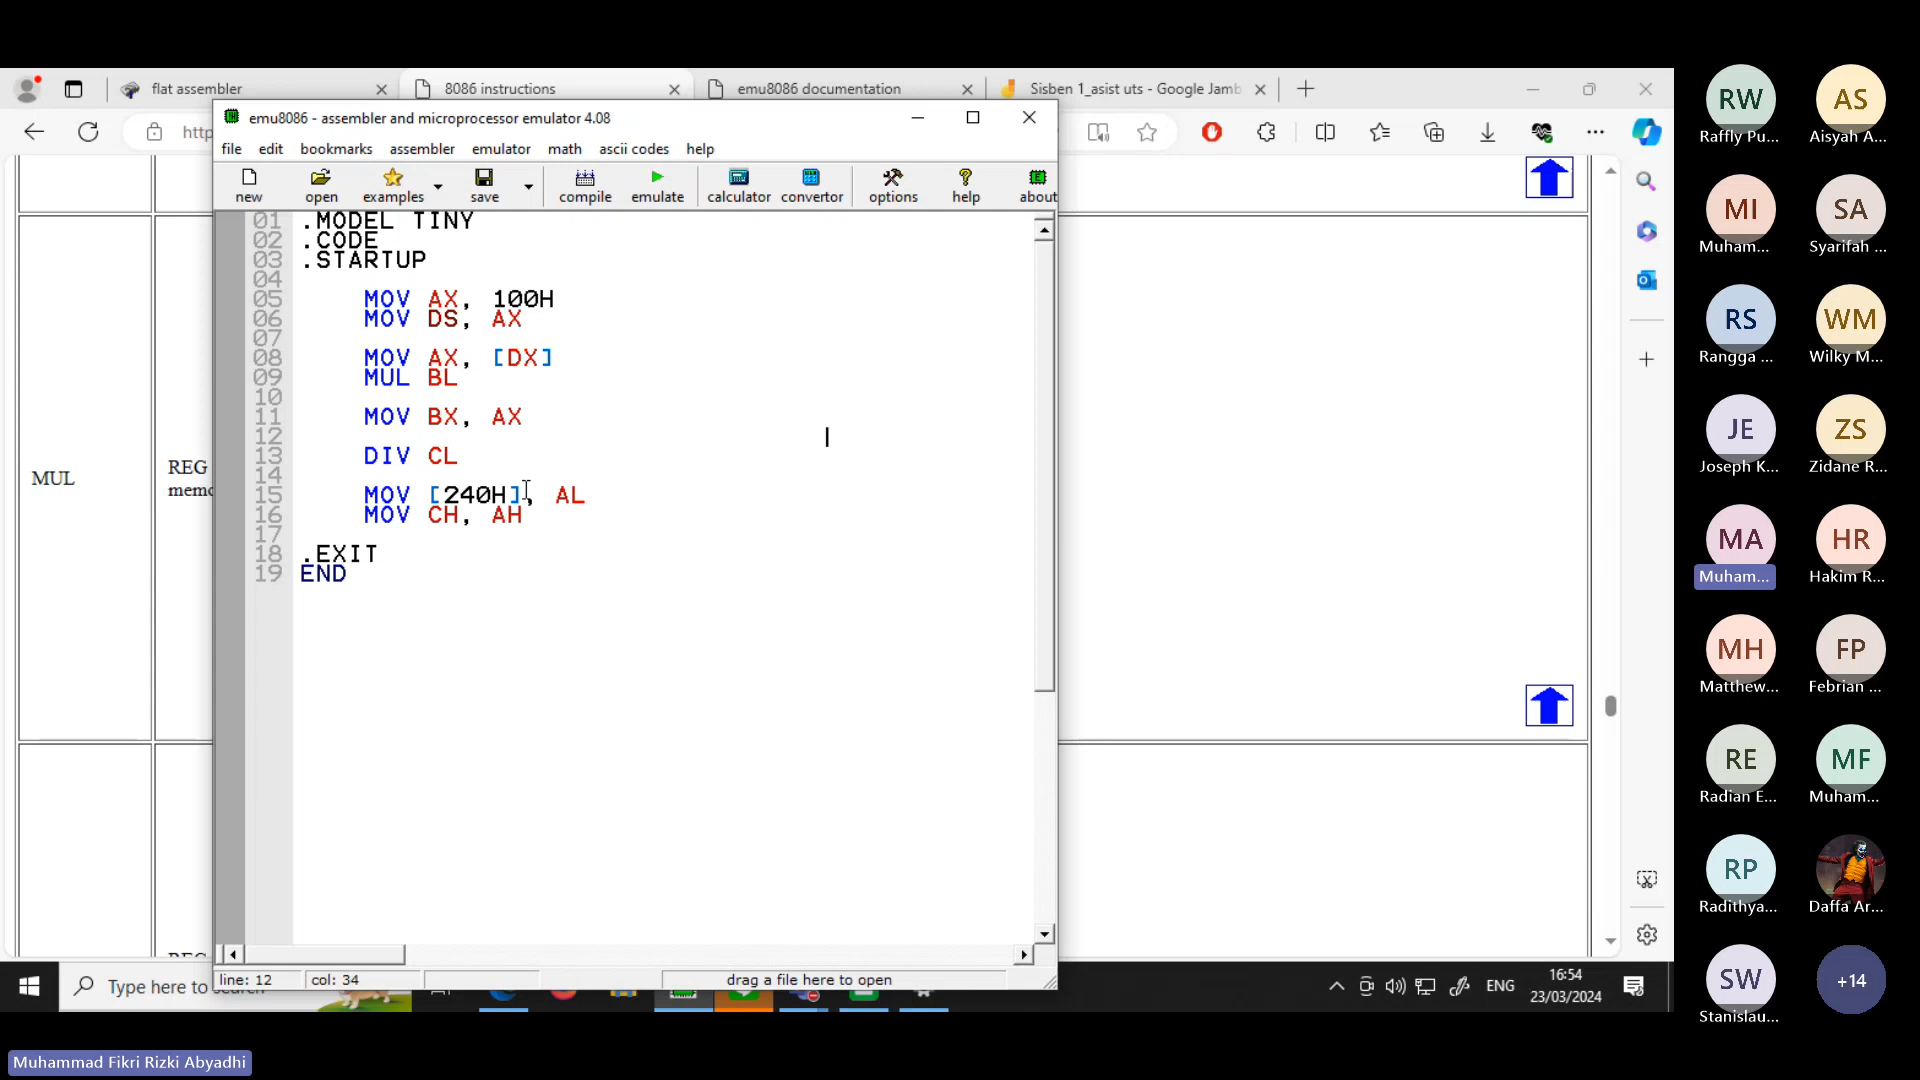 flat assembler
8086 instructions
emu8086 documentation
Sisben 1_asist uts - Google Jamb
http
emu8086 - assembler and microprocessor emulator 4.08
file edit bookmarks assembler emulator math ascii codes help
new open examples save compile emulate calculator convertor options help about
01 .MODEL TINY
02 .CODE
03 .STARTUP
04
05 MOV AX, 100H
06 MOV DS, AX
07
08 MOV AX, [DX]
09 MUL BL
10
11 MOV BX, AX
12
13 DIV CL
14
15 MOV [240H], AL
16 MOV CH, AH
17
18 .EXIT
19 END
MUL
REG
memo
line: 12 col: 34 drag a file here to open
Type here to search
ENG
16:54
23/03/2024
RW AS
Raffly Pu... Aisyah A...
MI SA
Muham... Syarifah ...
RS WM
Rangga ... Wilky M...
JE ZS
Joseph K... Zidane R...
MA HR
Muham... Hakim R...
MH FP
Matthew... Febrian ...
RE MF
Radian E... Muham...
RP
Radithya... Daffa Ar...
SW +14
Stanislau...
Muhammad Fikri Rizki Abyadhi